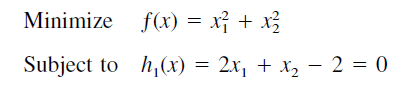 Minimize f(x) = x₁² + x₂²
Subject to h₁(x) = 2x₁ + x₂ − 2 = 0